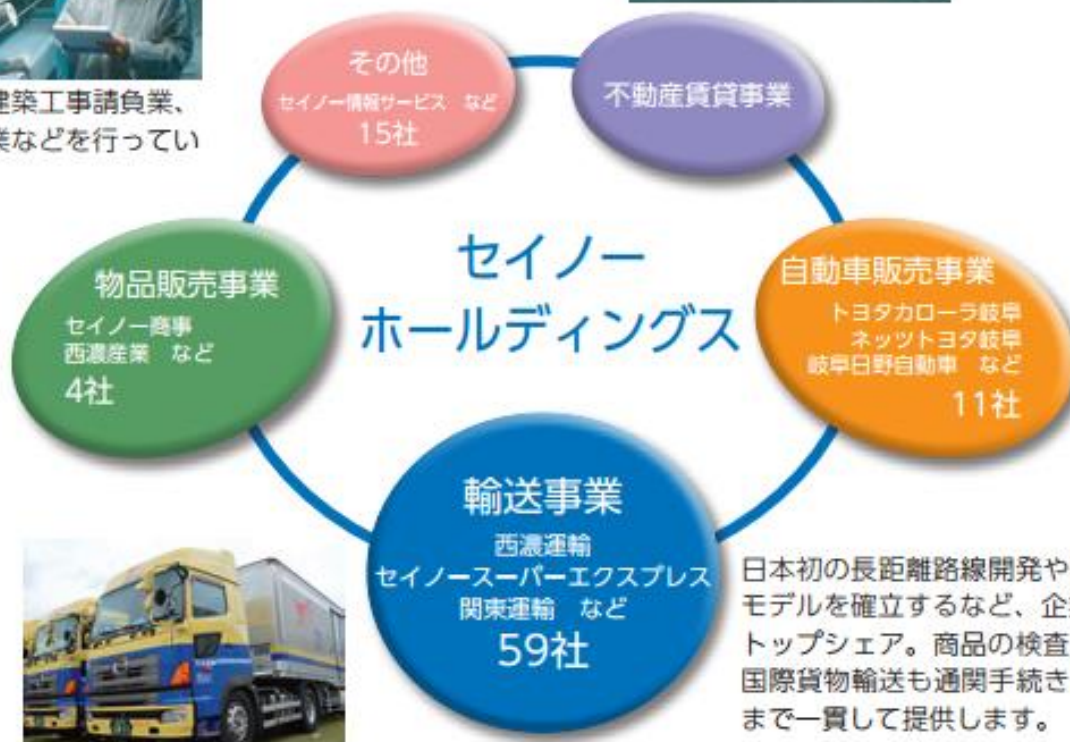 その他
セイノー情報サービス など
15社
不動産賃貸事業
建築工事請負業、
業などを行ってい
物品販売事業
セイノー商事
西濃産業 など
4社
セイノー
ホールディングス
自動車販売事業
トヨタカローラ岐阜
ネッツトヨタ岐阜
岐阜日野自動車 など
11社
輸送事業
西濃運輸
セイノースーパーエクスプレス
関東運輸 など
59社
日本初の長距離路線開発や
モデルを確立するなど、企
トップシェア。商品の検査
国際貨物輸送も通関手続き
まで一貫して提供します。